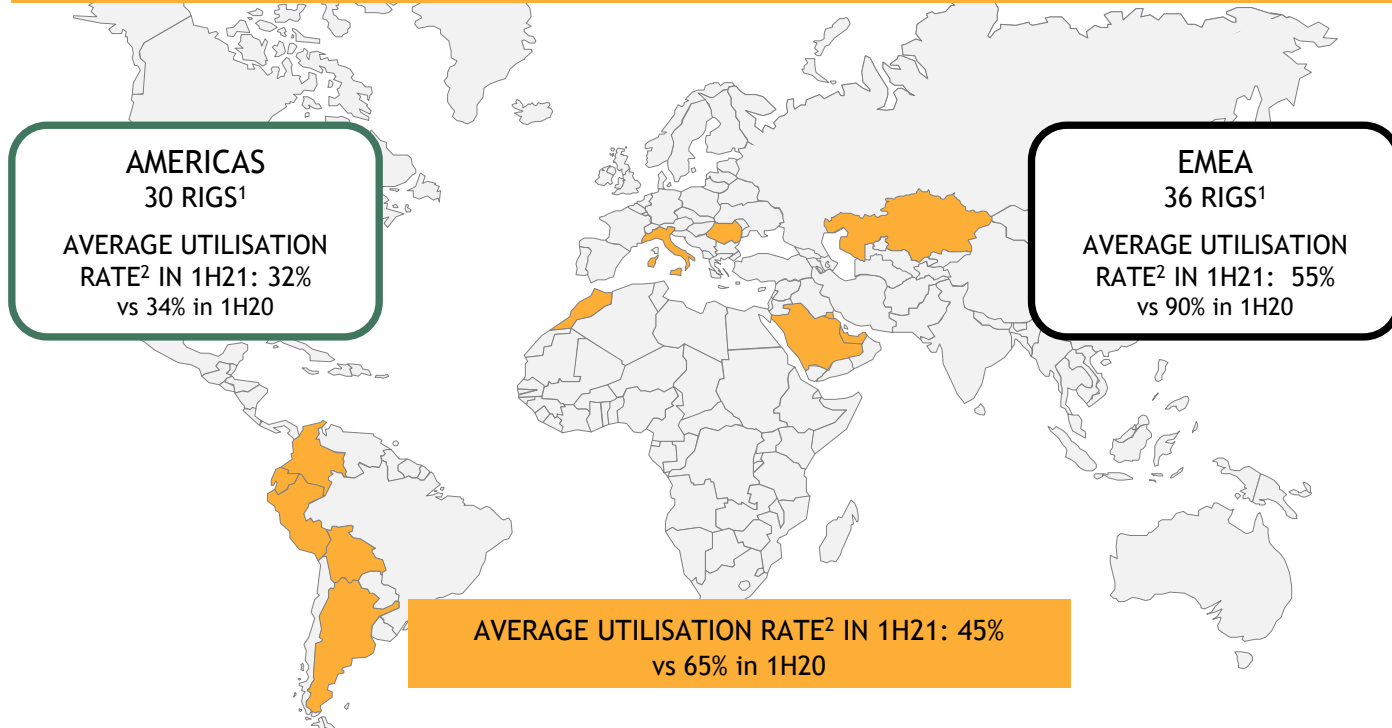 AMERICAS
30 RIGS¹
AVERAGE UTILISATION
RATE² IN 1H21: 32%
vs 34% in 1H20
EMEA
36 RIGS¹
AVERAGE UTILISATION
RATE² IN 1H21: 55%
vs 90% in 1H20
AVERAGE UTILISATION RATE² IN 1H21: 45%
vs 65% in 1H20